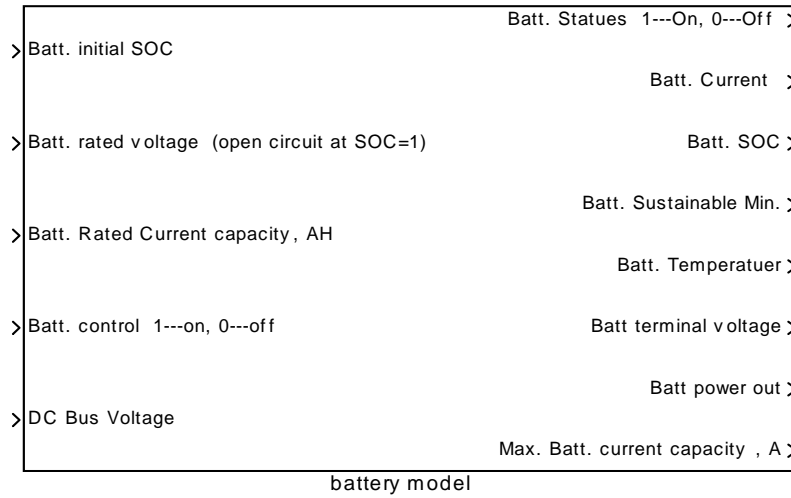 Batt. Statues 1---On, 0---Off
Batt. initial SOC
Batt. Current
Batt. rated voltage (open circuit at SOC=1)
Batt. SOC
Batt. Sustainable Min.
Batt. Rated Current capacity, AH
Batt. Temperatuer
Batt. control 1---on, 0---off
Batt terminal voltage
Batt power out
DC Bus Voltage
Max. Batt. current capacity , A
battery model